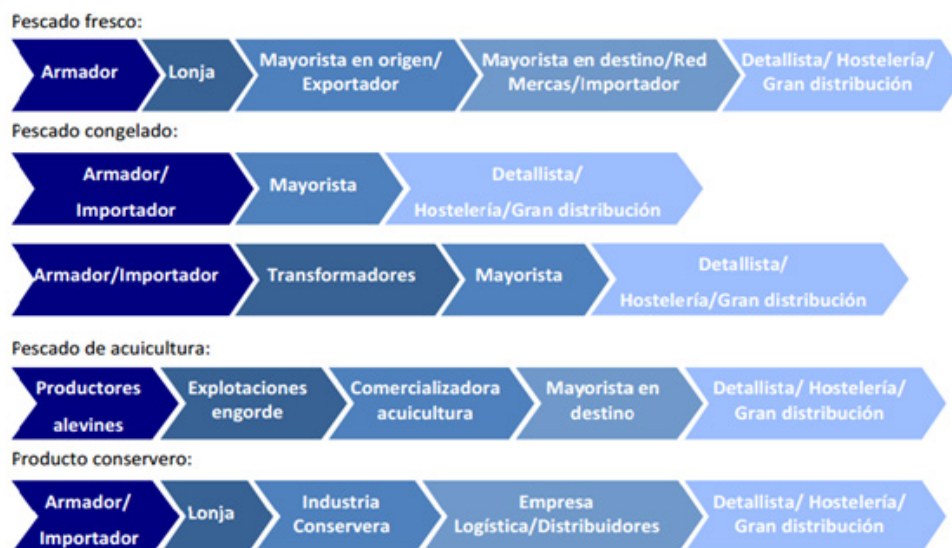 Pescado fresco:
Armador
Lonja
Mayorista en origen/
Exportador
Mayorista en destino/Red
Mercas/Importador
Detallista/ Hostelería/
Gran distribución
Pescado congelado:
Armador/
Importador
Mayorista
Detallista/
Hostelería/Gran distribución
Armador/Importador
Transformadores
Mayorista
Detallista/
Hostelería/Gran distribución
Pescado de acuicultura:
Productores
alevines
Explotaciones
engorde
Comercializadora
acuicultura
Mayorista en
destino
Detallista/ Hostelería/
Gran distribución
Producto conservero:
Armador/
Importador
Lonja
Industria
Conservera
Empresa
Logística/Distribuidores
Detallista/ Hostelería/
Gran distribución